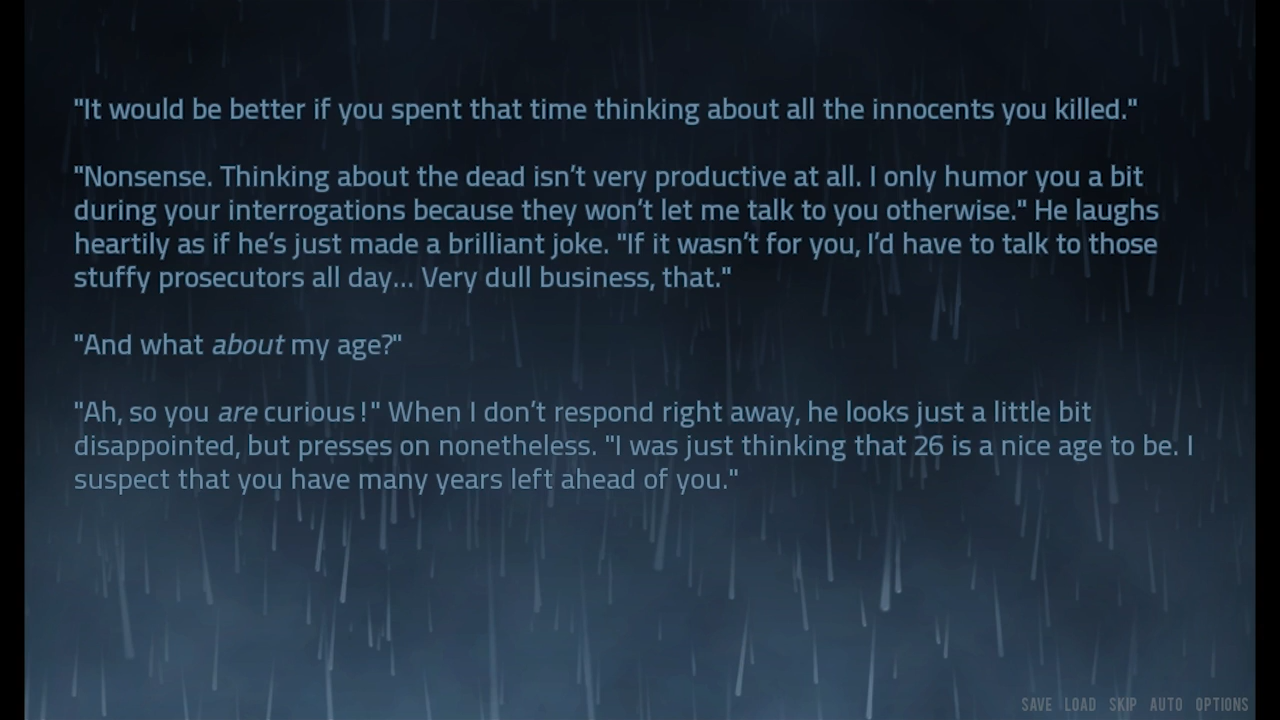 "It would be better if you spent that time thinking about all the innocents you killed."
"Nonsense. Thinking about the dead isn’t very productive at all. I only humor you a bit
during your interrogations because they won’t let me talk to you otherwise." He laughs
heartily as if he’s just made a brilliant joke. "If it wasn’t for you, I’d have to talk to those
stuffy prosecutors all day... Very dull business, that."
"And what about my age?"
"Ah, so you are curious!" When I don’t respond right away, he looks just a little bit
disappointed, but presses on nonetheless. "I was just thinking that 26 is a nice age to be. I
suspect that you have many years left ahead of you."
SAVE LOAD SKIP AUTO OPTIONS